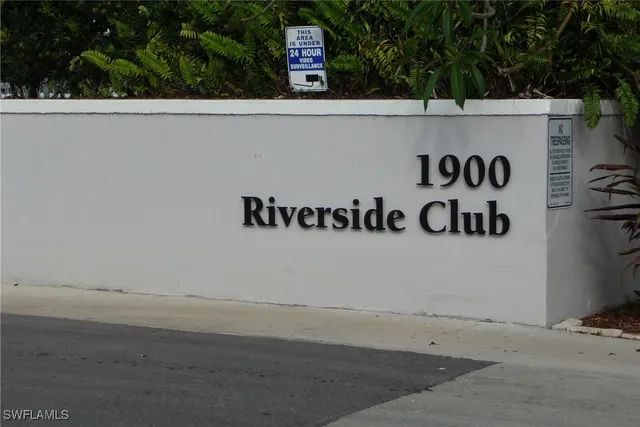 THIS
AREA
IS UNDER
24 HOUR
VIDEO
SURVEILLANCE
NO
TRESPASSING
1900
Riverside Club
SWFLAMLS